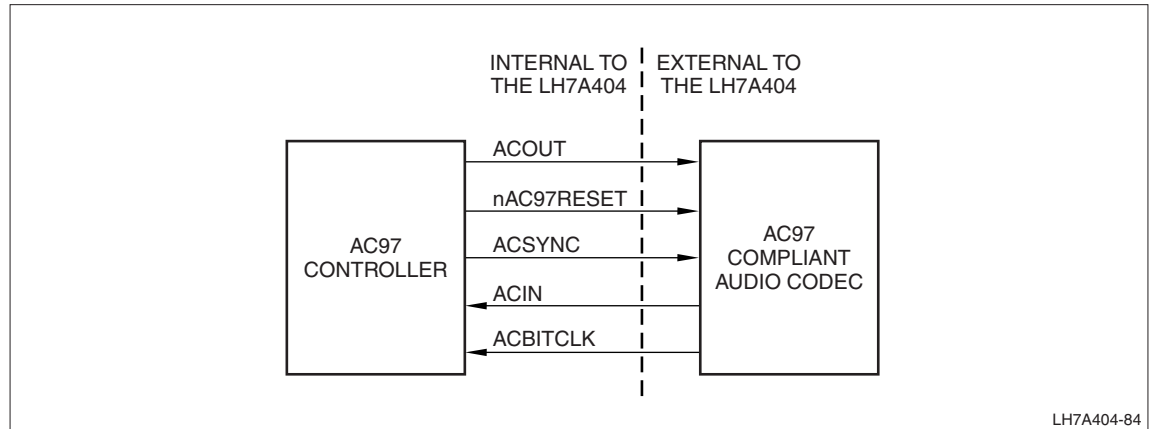 INTERNAL TO
THE LH7A404
EXTERNAL TO
THE LH7A404
AC97
CONTROLLER
ACOUT
nAC97RESET
ACSYNC
ACIN
ACBITCLK
AC97
COMPLIANT
AUDIO CODEC
LH7A404-84